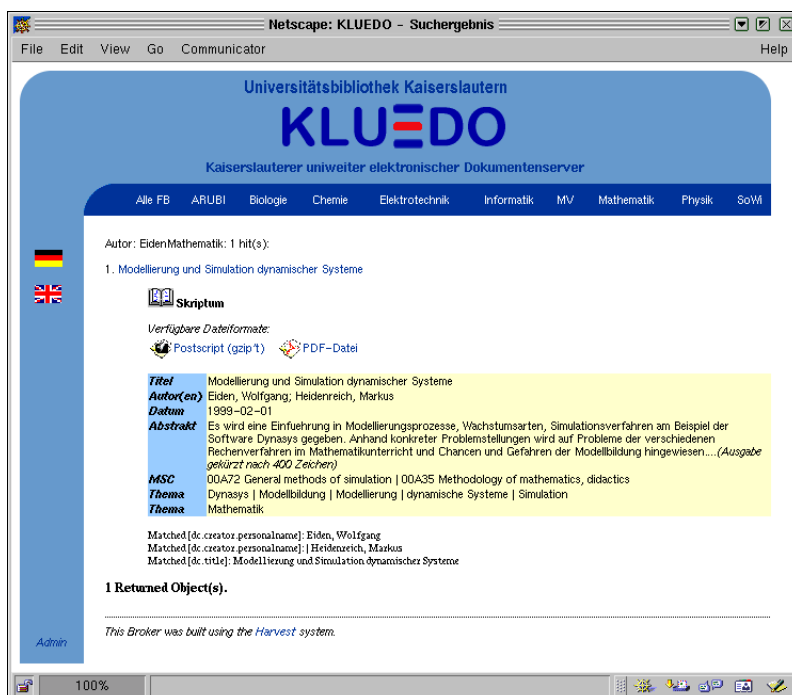 Netscape: KLUEDO - Suchergebnis
File Edit View Go Communicator Help
Universitätsbibliothek Kaiserslautern
KLUEDO
Kaiserslauterer uniweiter elektronischer Dokumentenserver
Alle FB ARUBI Biologie Chemie Elektrotechnik Informatik MV Mathematik Physik SoWi
Autor: EidenMathematik: 1 hit(s):
1. Modellierung und Simulation dynamischer Systeme
Skriptum
Verfügbare Dateiformate:
Postscript (gzip't) PDF-Datei
Titel Modellierung und Simulation dynamischer Systeme
Autor(en) Eiden, Wolfgang; Heidenreich, Markus
Datum 1999-02-01
Abstrakt Es wird eine Einfuehrung in Modellierungsprozesse, Wachstumsarten, Simulationsverfahren am Beispiel der
Software Dynasys gegeben. Anhand konkreter Problemstellungen wird auf Probleme der verschiedenen
Rechenverfahren im Mathematikunterricht und Chancen und Gefahren der Modellbildung hingewiesen....(Ausgabe
gekürzt nach 400 Zeichen)
MSC 00A72 General methods of simulation | 00A35 Methodology of mathematics, didactics
Thema Dynasys | Modellbildung | Modellierung | dynamische Systeme | Simulation
Thema Mathematik
Matched [dc.creator.personalname]: Eiden, Wolfgang
Matched [dc.creator.personalname]: | Heidenreich, Markus
Matched [dc.title]: Modellierung und Simulation dynamischer Systeme
1 Returned Object(s).
This Broker was built using the Harvest system.
Admin
100%